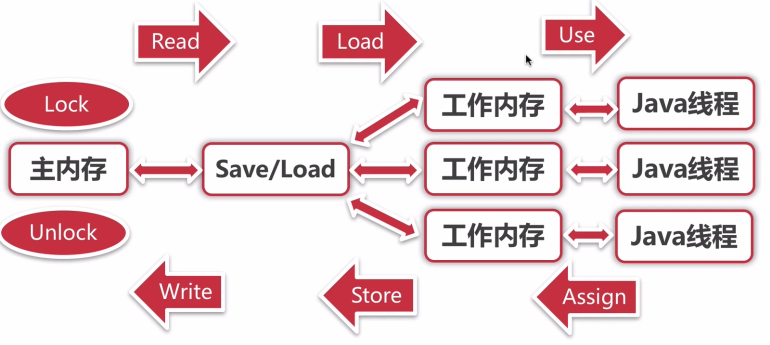 Read
Load
Use
Lock
工作内存
Java线程
主内存
Save/Load
工作内存
Java线程
Unlock
工作内存
Java线程
Write
Store
Assign